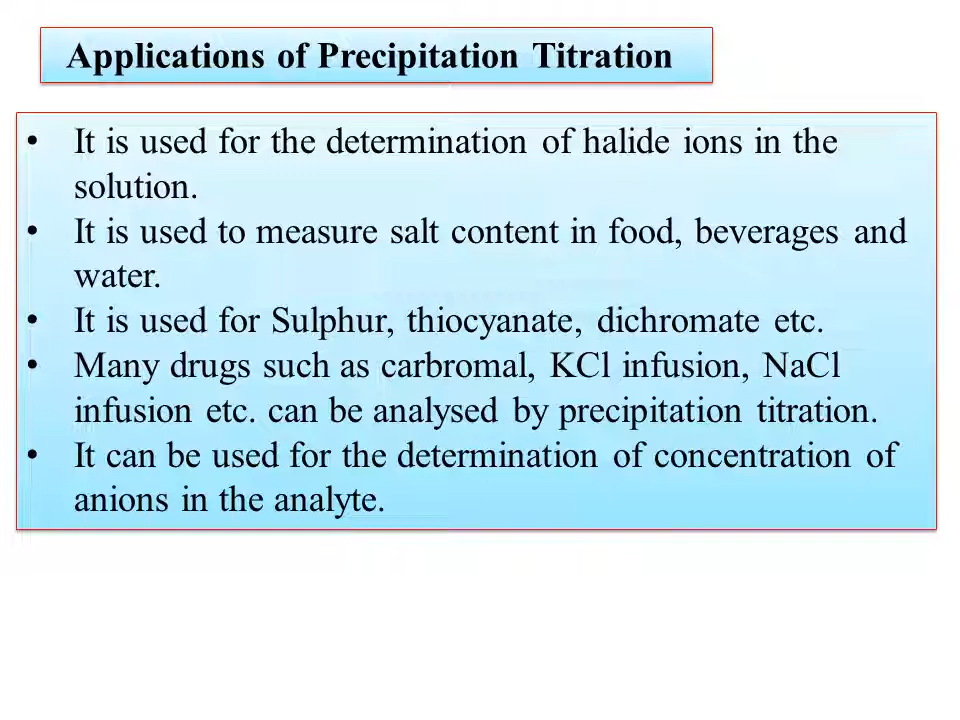 Applications of Precipitation Titration
• It is used for the determination of halide ions in the
solution.
• It is used to measure salt content in food, beverages and
water.
• It is used for Sulphur, thiocyanate, dichromate etc.
• Many drugs such as carbromal, KCl infusion, NaCl
infusion etc. can be analysed by precipitation titration.
• It can be used for the determination of concentration of
anions in the analyte.